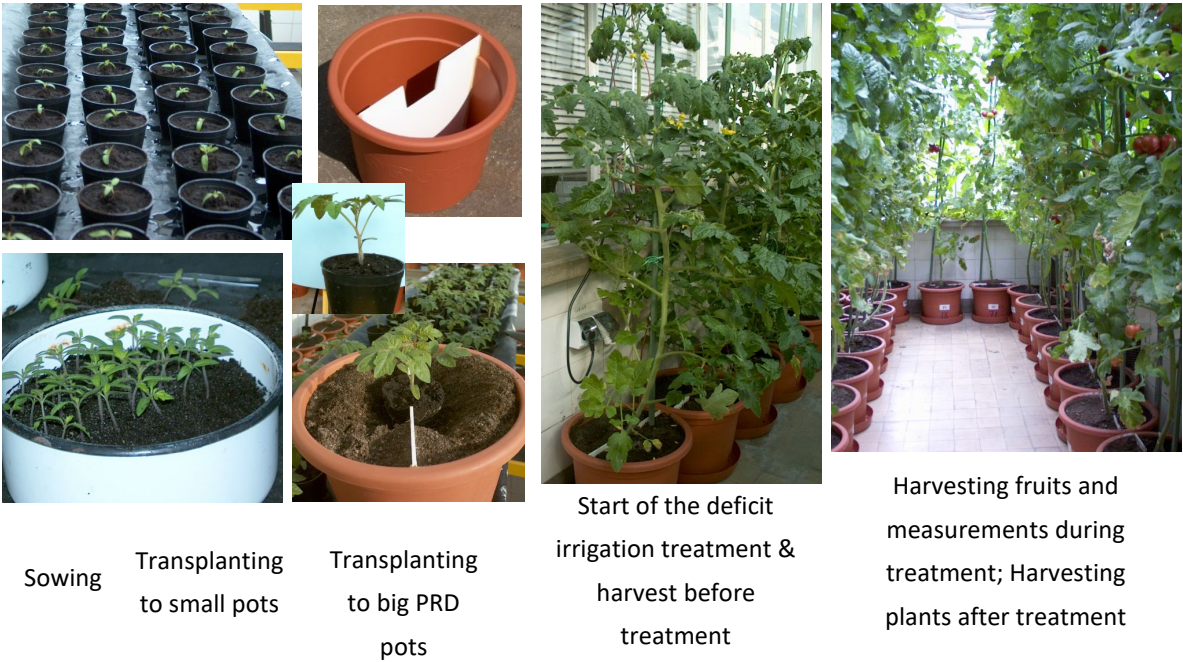 Sowing
Transplanting
to small pots
Transplanting
to big PRD
pots
Start of the deficit
irrigation treatment &
harvest before
treatment
Harvesting fruits and
measurements during
treatment; Harvesting
plants after treatment